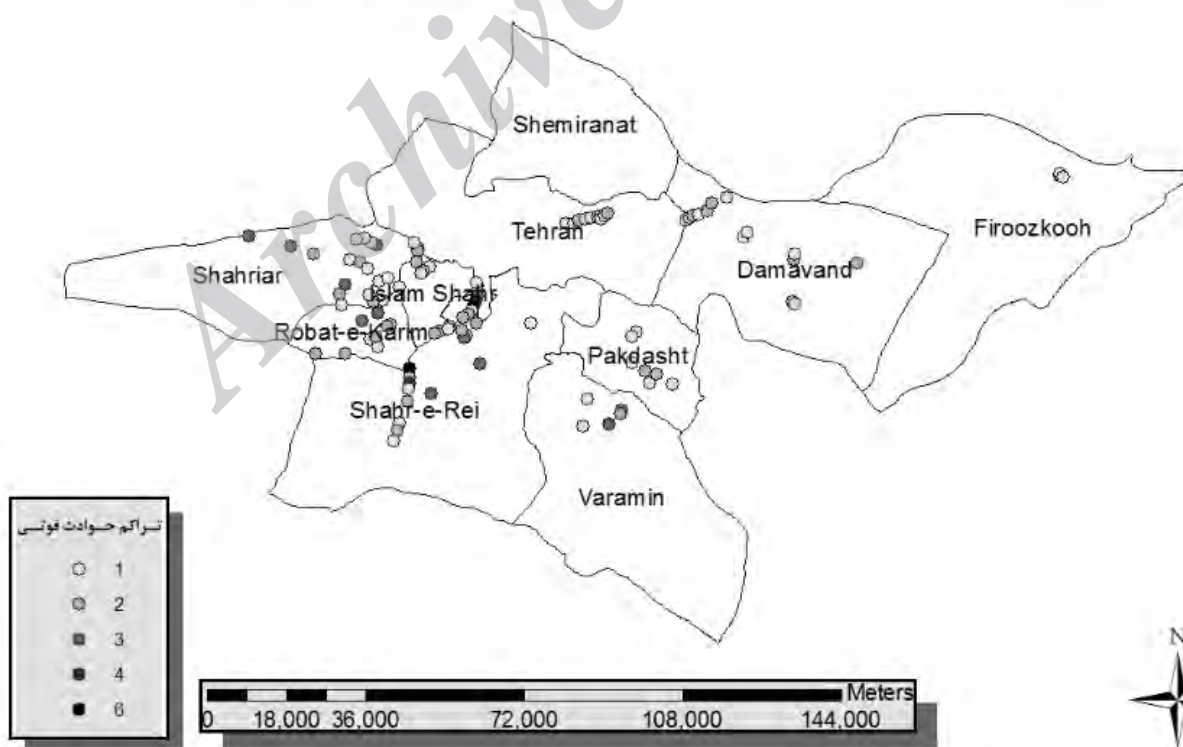 Archive
Shemiranat
Tehran
Firoozkooh
Damavand
Shahriar
Islam Shahr
Robat-e-Karim
Pakdasht
Shahr-e-Rei
Varamin
تراکم حوادث فوتی
1
2
3
4
6
Meters
0 18,000 36,000 72,000 108,000 144,000
N